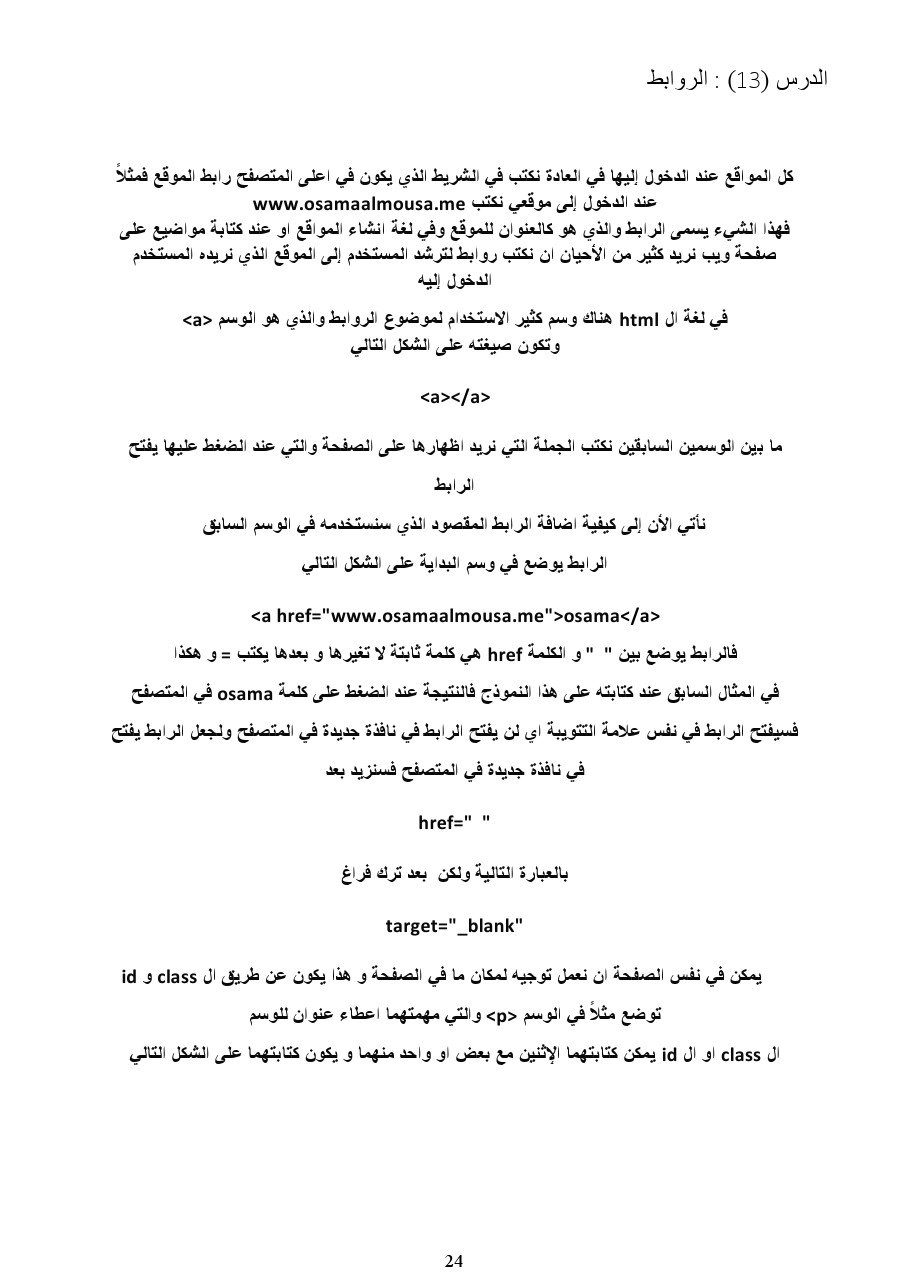 الدرس (13) : الروابط
كل المواقع عند الدخول إليها في العادة نكتب في الشريط الذي يكون في اعلى المتصفح رابط الموقع فمثلاً
عند الدخول إلى موقعي نكتب www.osamaalmousa.me
فهذا الشيء يسمى الرابط والذي هو كالعنوان للموقع وفي لغة انشاء المواقع او عند كتابة مواضيع على
صفحة ويب نريد كثير من الأحيان ان نكتب روابط لترشد المستخدم إلى الموقع الذي نريده المستخدم
الدخول إليه
في لغة ال html هناك وسم كثير الاستخدام لموضوع الروابط والذي هو الوسم <a>
وتكون صيغته على الشكل التالي
<a></a>
ما بين الوسمين السابقين نكتب الجملة التي نريد اظهارها على الصفحة والتي عند الضغط عليها يفتح
الرابط
نأتي الأن إلى كيفية اضافة الرابط المقصود الذي سنستخدمه في الوسم السابق
الرابط يوضع في وسم البداية على الشكل التالي
<a href="www.osamaalmousa.me">osama</a>
فالرابط يوضع بين " " و الكلمة href هي كلمة ثابتة لا تغيرها و بعدها يكتب = و هكذا
في المثال السابق عند كتابته على هذا النموذج فالنتيجة عند الضغط على كلمة osama في المتصفح
فسيفتح الرابط في نفس علامة التتويبة اي لن يفتح الرابط في نافذة جديدة في المتصفح ولجعل الرابط يفتح
في نافذة جديدة في المتصفح فسنزيد بعد
href=" "
بالعبارة التالية ولكن بعد ترك فراغ
target="_blank"
يمكن في نفس الصفحة ان نعمل توجيه لمكان ما في الصفحة و هذا يكون عن طريق ال class و id
توضع مثلاً في الوسم <p> والتي مهمتهما اعطاء عنوان للوسم
ال class او ال id يمكن كتابتهما الإثنين مع بعض او واحد منهما و يكون كتابتهما على الشكل التالي
24